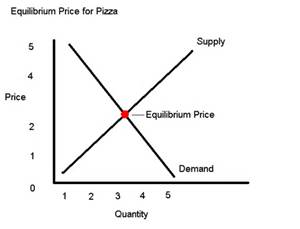 Equilibrium Price for Pizza
Supply
5
4
Price
Equilibrium Price
2
1
Demand
0
1 2 3 4 5
Quantity